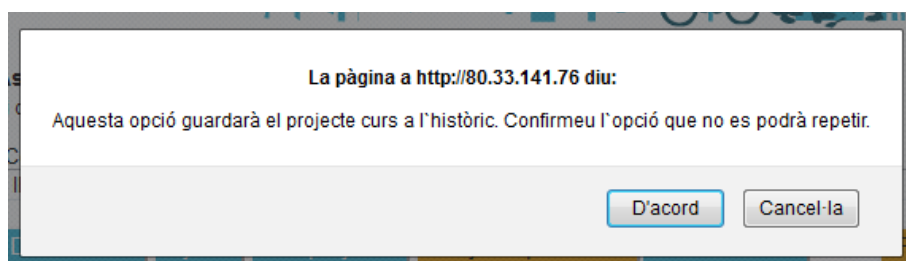 La pàgina a http://80.33.141.76 diu:
Aquesta opció guardarà el projecte curs a l`històric. Confirmeu l`opció que no es podrà repetir.
D'acord
Cancel·la